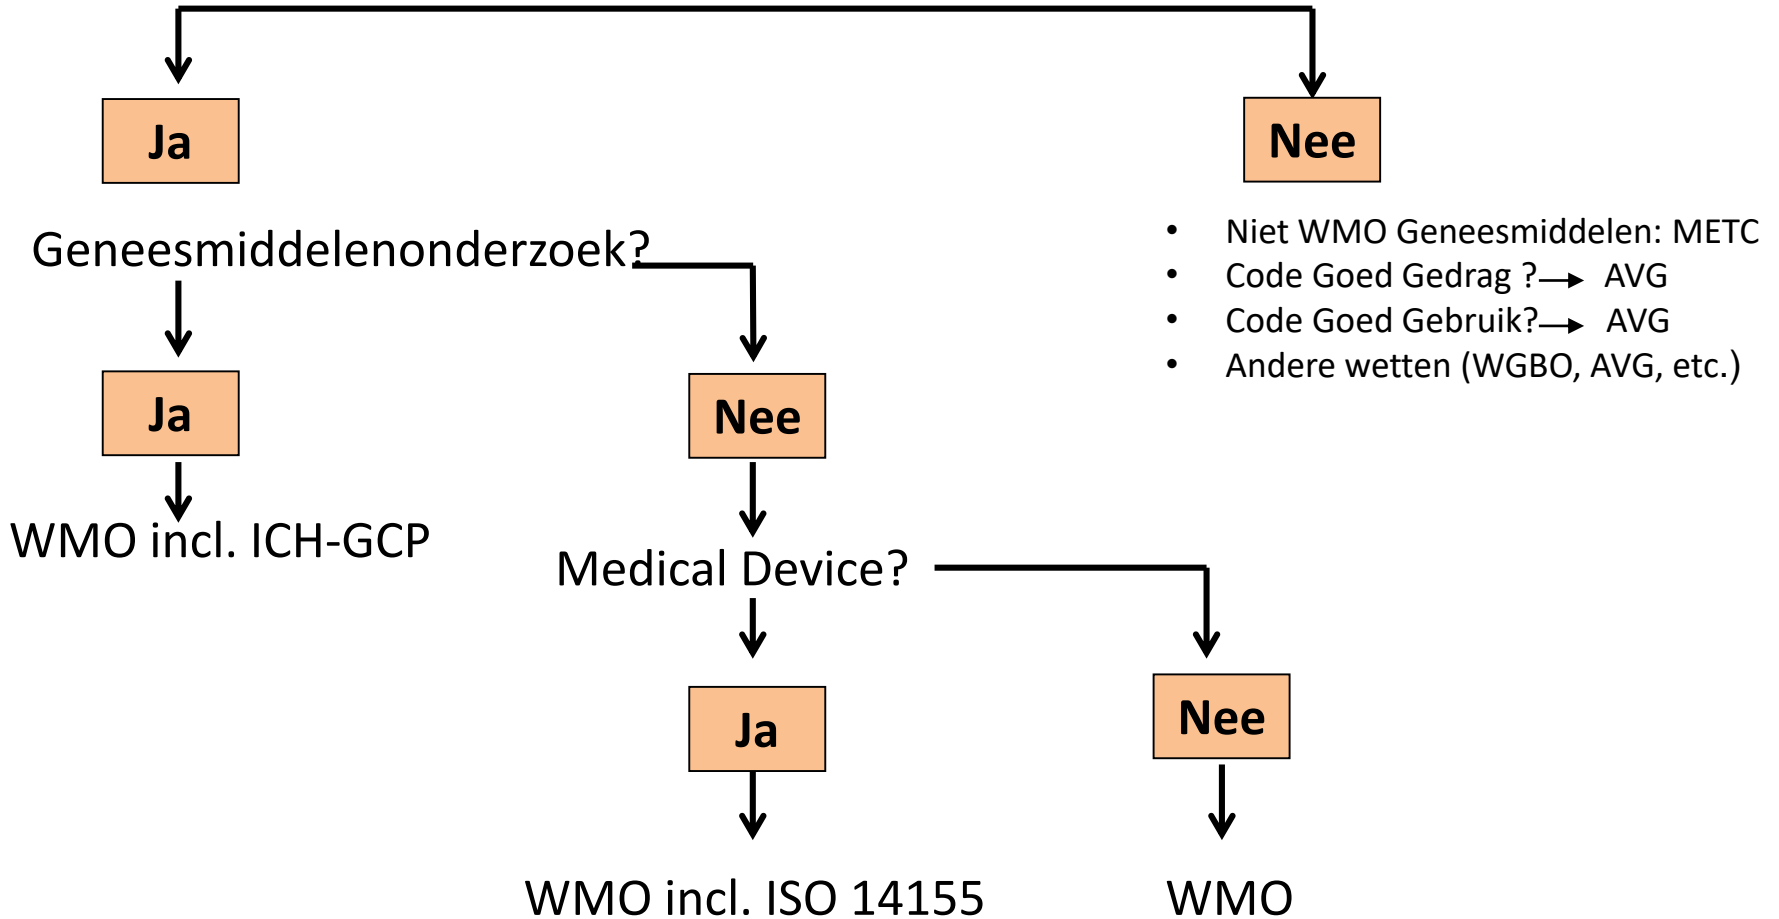 Ja
Nee
Geneesmiddelenonderzoek?
• Niet WMO Geneesmiddelen: METC
• Code Goed Gedrag ? → AVG
• Code Goed Gebruik? → AVG
• Andere wetten (WGBO, AVG, etc.)
Ja
Nee
WMO incl. ICH-GCP
Medical Device?
Ja
Nee
WMO incl. ISO 14155
WMO